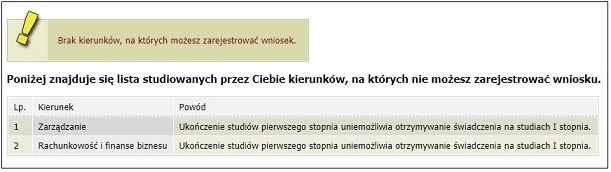 Brak kierunków, na których możesz zarejestrować wniosek.
Poniżej znajduje się lista studiowanych przez Ciebie kierunków, na których nie możesz zarejestrować wniosku.
Lp. Kierunek Powód
1 Zarządzanie Ukończenie studiów pierwszego stopnia uniemożliwia otrzymywanie świadczenia na studiach I stopnia.
2 Rachunkowość i finanse biznesu Ukończenie studiów pierwszego stopnia uniemożliwia otrzymywanie świadczenia na studiach I stopnia.